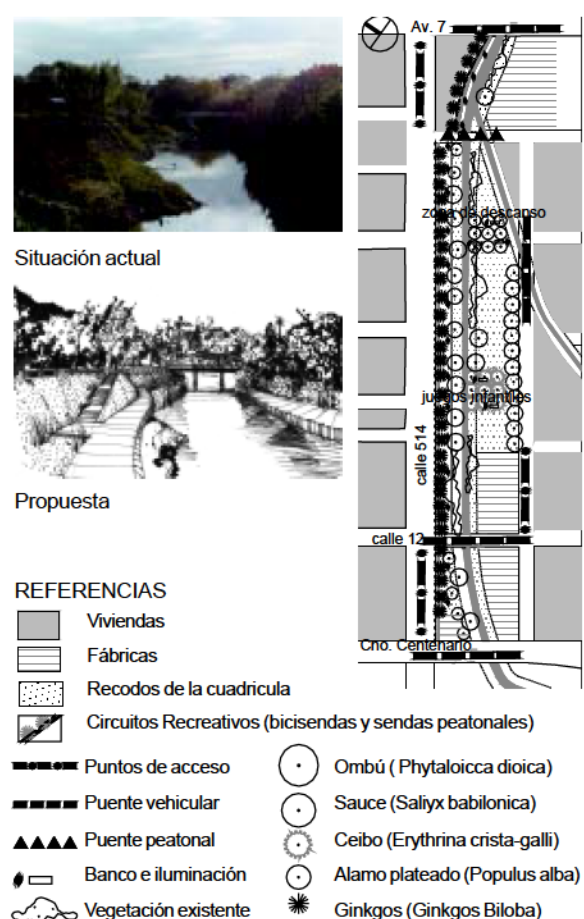 Situación actual
Propuesta
Av. 7
zona de descanso
juegos infantiles
calle 514
calle 12
Cno. Centenario
REFERENCIAS
Viviendas
Fábricas
Recodos de la cuadricula
Circuitos Recreativos (bicisendas y sendas peatonales)
Puntos de acceso
Puente vehicular
Puente peatonal
Banco e iluminación
Vegetación existente
Ombú ( Phytaloicca dioica)
Sauce (Saliyx babilonica)
Ceibo (Erythrina crista-galli)
Alamo plateado (Populus alba)
Ginkgos (Ginkgos Biloba)